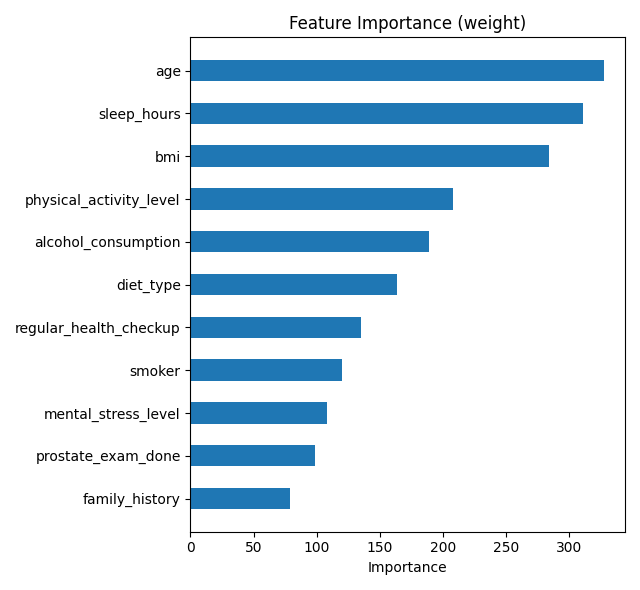 Feature Importance (weight)
age
sleep_hours
bmi
physical_activity_level
alcohol_consumption
diet_type
regular_health_checkup
smoker
mental_stress_level
prostate_exam_done
family_history
0 50 100 150 200 250 300
Importance